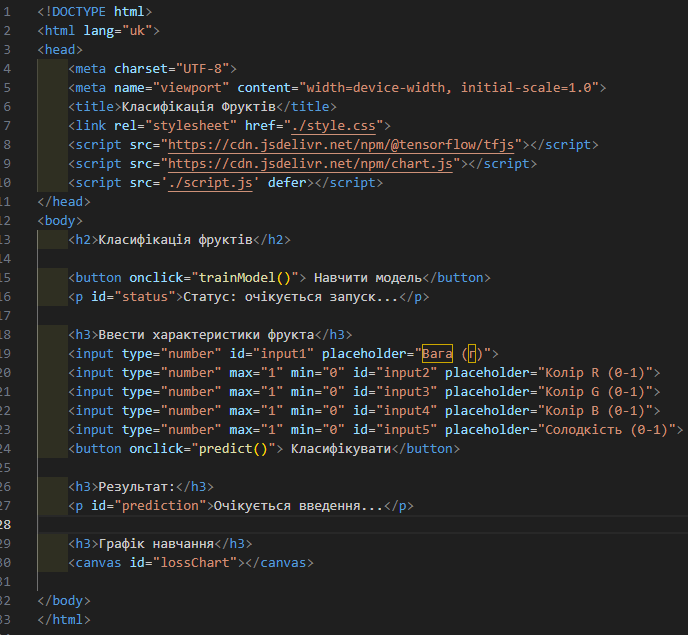 1 <!DOCTYPE html>
2 <html lang="uk">
3 <head>
4 <meta charset="UTF-8">
5 <meta name="viewport" content="width=device-width, initial-scale=1.0">
6 <title>Класифікація Фруктів</title>
7 <link rel="stylesheet" href="./style.css">
8 <script src="https://cdn.jsdelivr.net/npm/@tensorflow/tfjs"></script>
9 <script src="https://cdn.jsdelivr.net/npm/chart.js"></script>
10 <script src='./script.js' defer></script>
11 </head>
12 <body>
13 <h2>Класифікація фруктів</h2>
14
15 <button onclick="trainModel()"> Навчити модель</button>
16 <p id="status">Статус: очікується запуск...</p>
17
18 <h3>Ввести характеристики фрукта</h3>
19 <input type="number" id="input1" placeholder="Вага (г)">
20 <input type="number" max="1" min="0" id="input2" placeholder="Колір R (0-1)">
21 <input type="number" max="1" min="0" id="input3" placeholder="Колір G (0-1)">
22 <input type="number" max="1" min="0" id="input4" placeholder="Колір B (0-1)">
23 <input type="number" max="1" min="0" id="input5" placeholder="Солодкість (0-1)">
24 <button onclick="predict()"> Класифікувати</button>
25
26 <h3>Результат:</h3>
27 <p id="prediction">Очікується введення...</p>
28
29 <h3>Графік навчання</h3>
30 <canvas id="lossChart"></canvas>
31
32 </body>
33 </html>